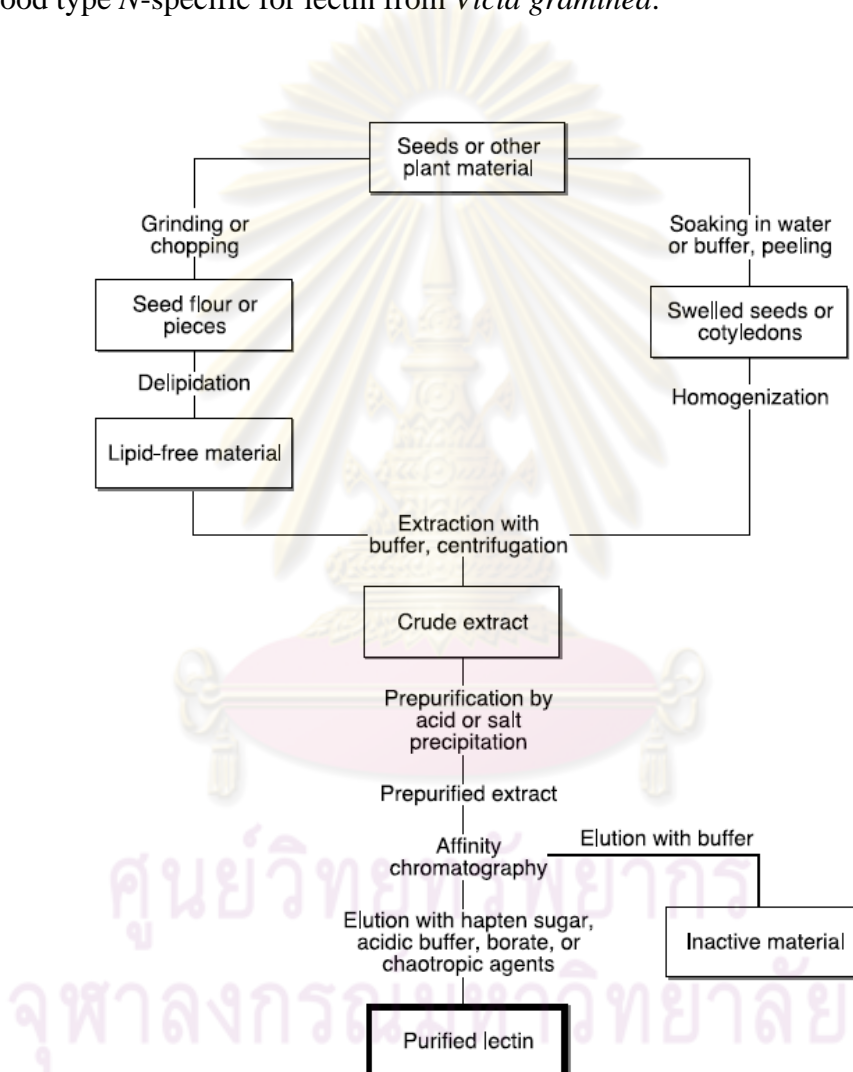 ood type N-specific for lectin from Vicia graminea.
Seeds or other
plant material
Grinding or
chopping
Soaking in water
or buffer, peeling
Seed flour or
pieces
Swelled seeds or
cotyledons
Delipidation
Homogenization
Lipid-free material
Extraction with
buffer, centrifugation
Crude extract
Prepurification by
acid or salt
precipitation
Prepurified extract
Affinity
chromatography
Elution with buffer
Elution with hapten sugar,
acidic buffer, borate, or
chaotropic agents
Inactive material
Purified lectin
ศูนย์วิทยทรัพยากร
จุฬาลงกรณ์มหาวิทยาลัย